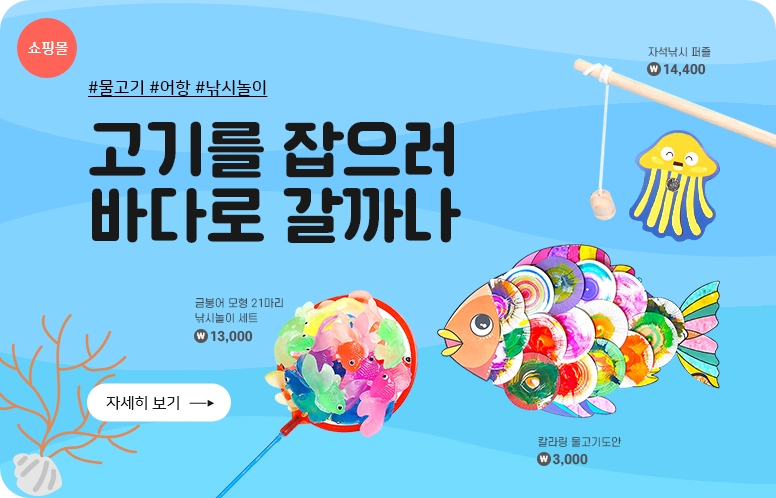 쇼핑몰
#물고기 #어항 #낚시놀이
고기를 잡으러
바다로 갈까나
자석낚시 퍼즐
₩ 14,400
금붕어 모형 21마리
낚시놀이 세트
₩ 13,000
자세히 보기
칼라링 물고기도안
₩ 3,000